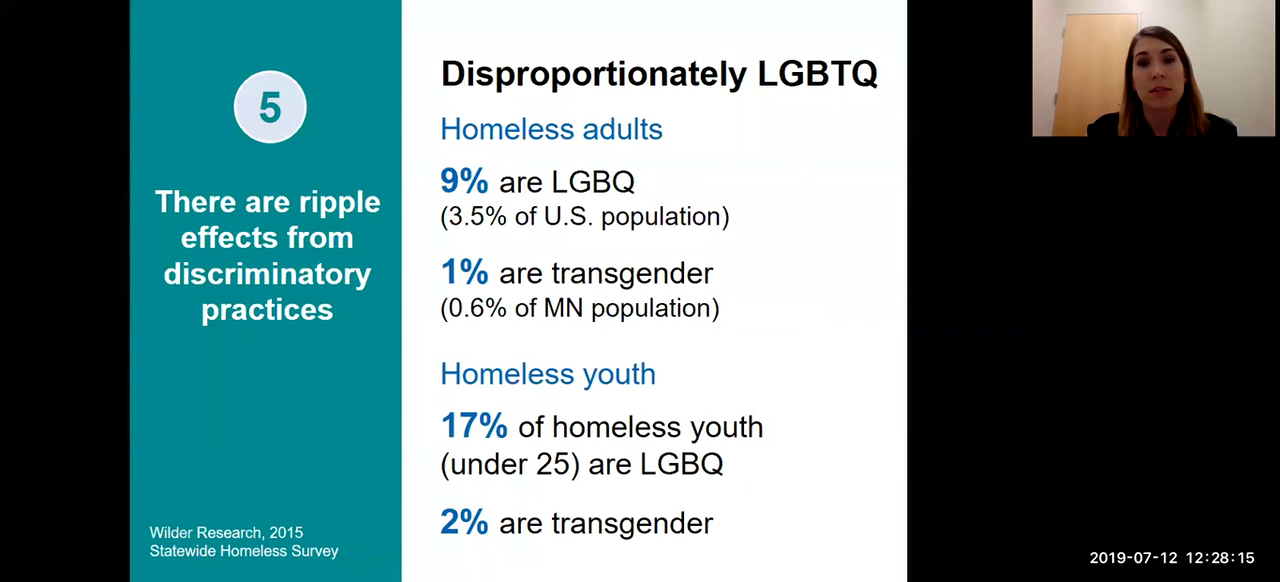 5
There are ripple
effects from
discriminatory
practices
Wilder Research, 2015
Statewide Homeless Survey
Disproportionately LGBTQ
Homeless adults
9% are LGBQ
(3.5% of U.S. population)
1% are transgender
(0.6% of MN population)
Homeless youth
17% of homeless youth
(under 25) are LGBQ
2% are transgender
2019-07-12 12:28:15